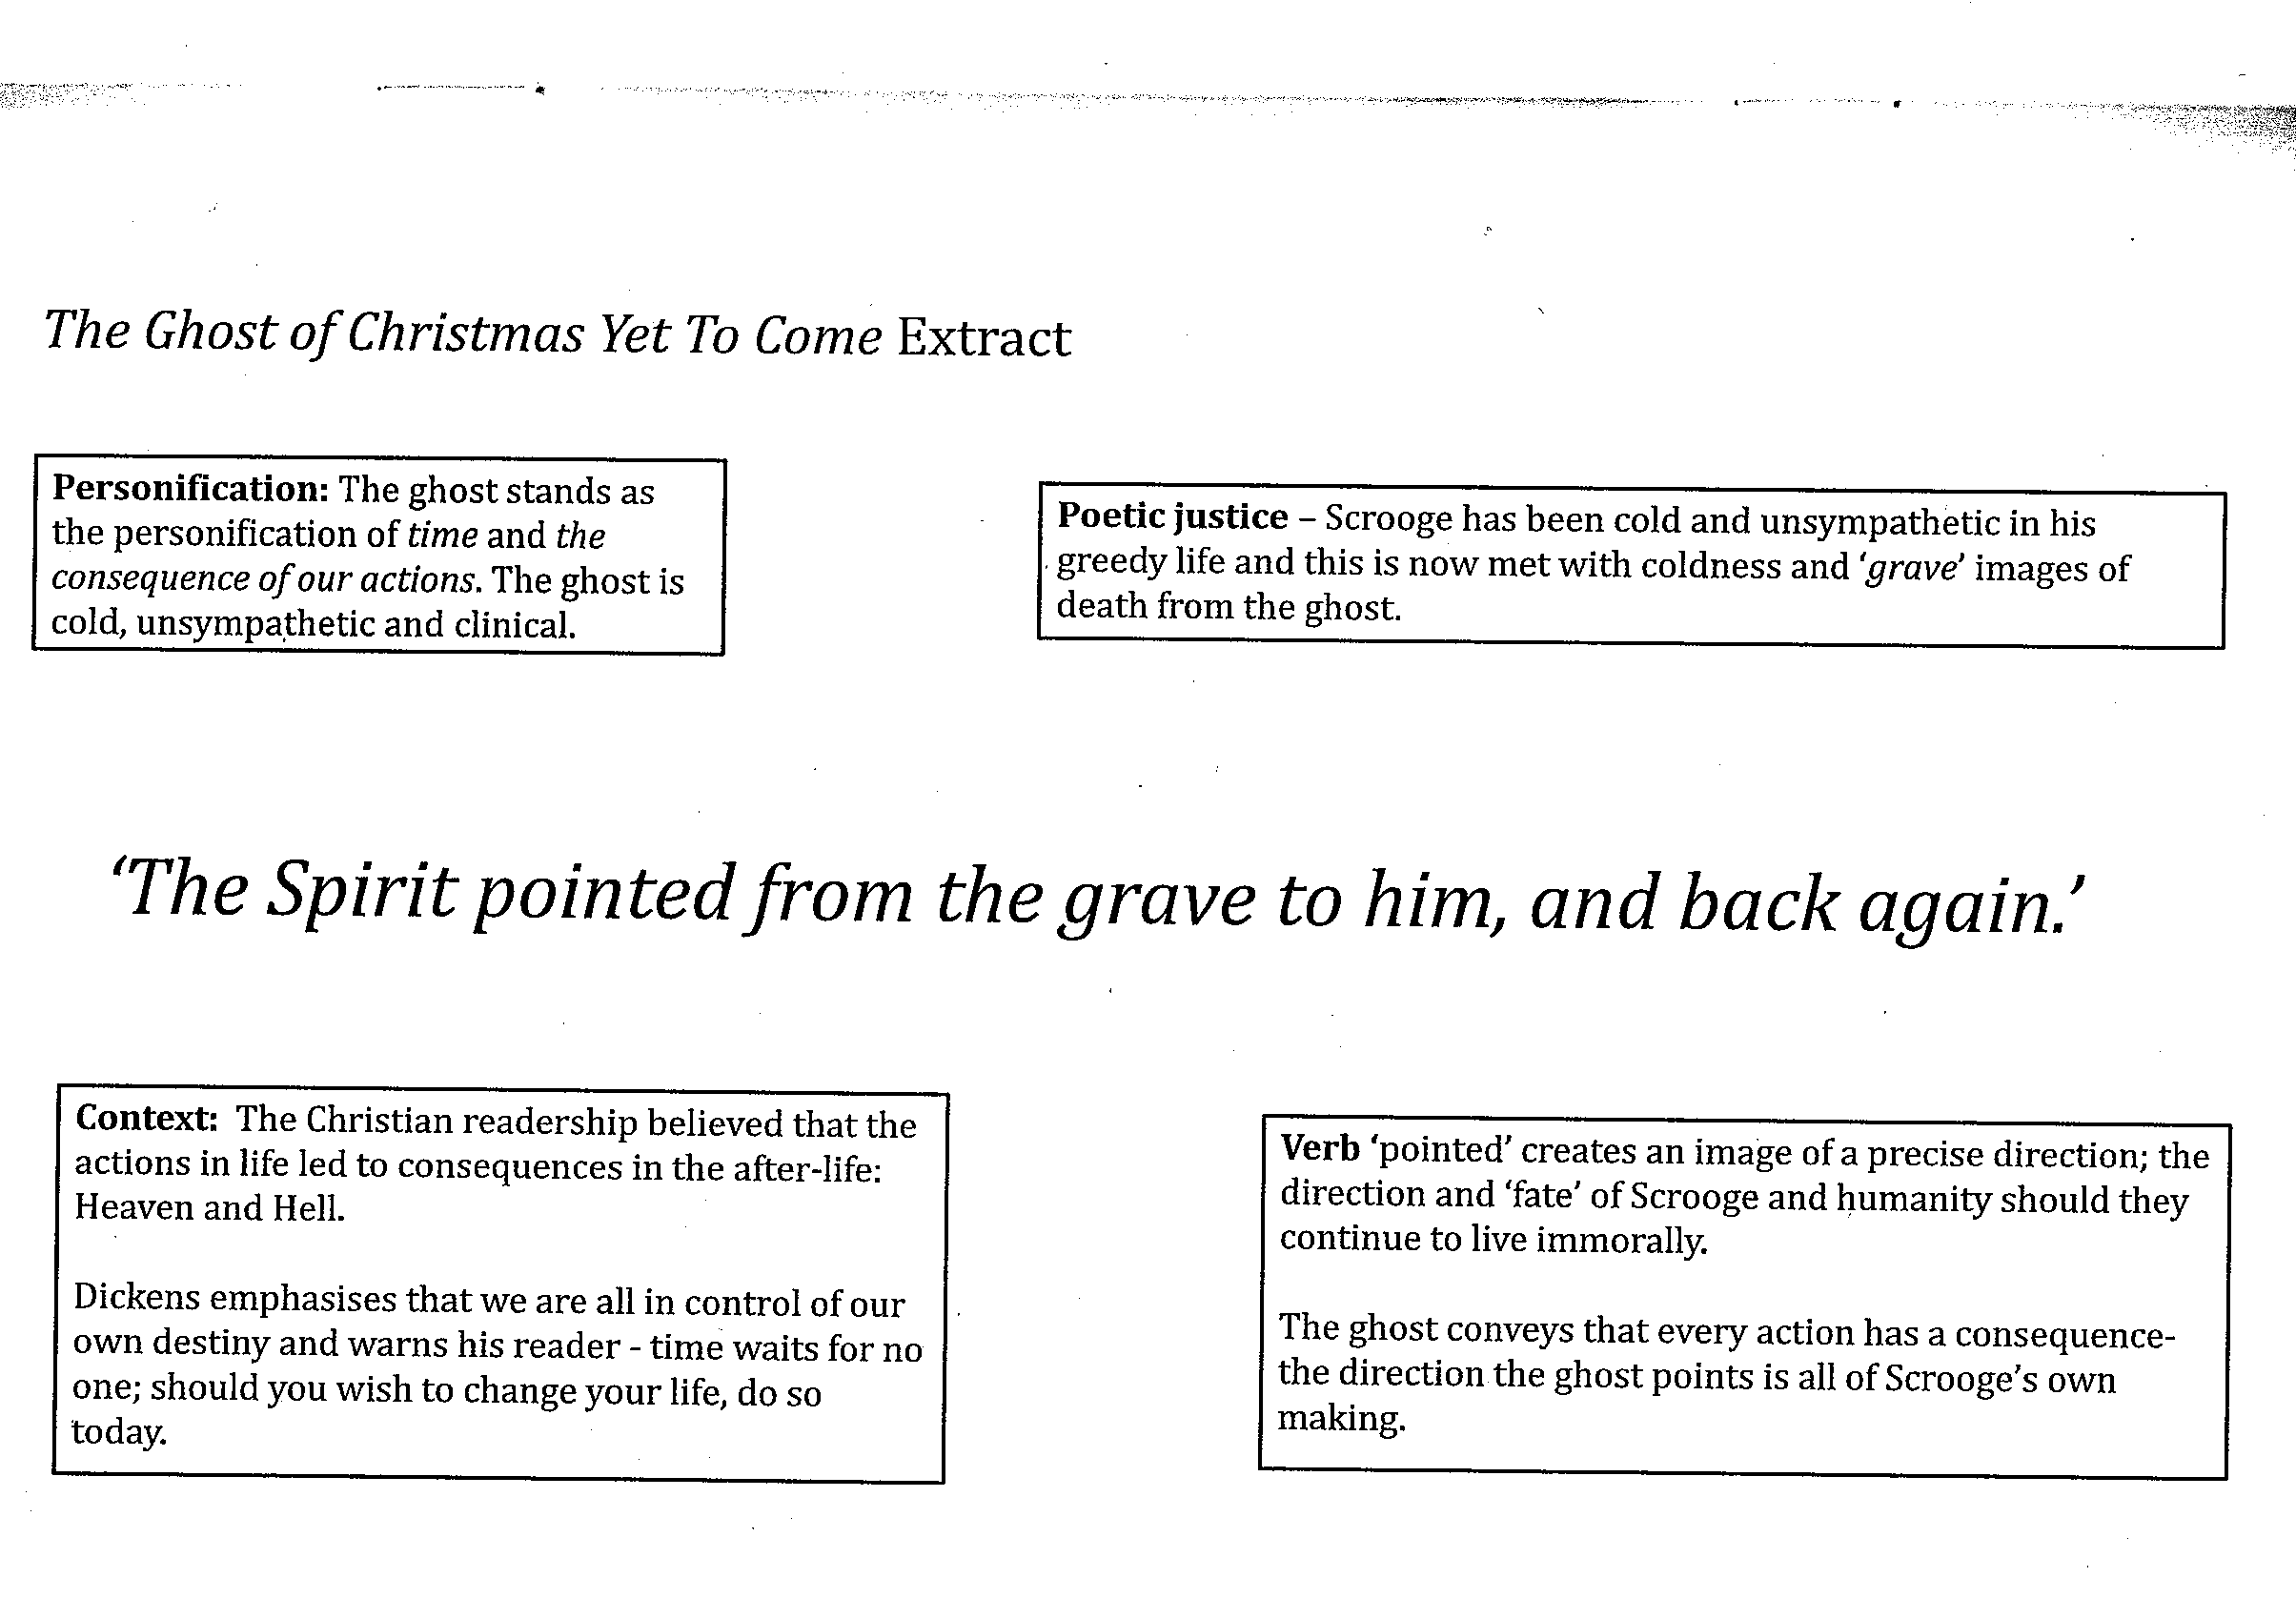 The Ghost of Christmas Yet To Come Extract
Personification: The ghost stands as
the personification of time and the
consequence of our actions. The ghost is
cold, unsympathetic and clinical.
Poetic justice – Scrooge has been cold and unsympathetic in his
greedy life and this is now met with coldness and ‘grave’ images of
death from the ghost.
‘The Spirit pointed from the grave to him, and back again.’
Context: The Christian readership believed that the
actions in life led to consequences in the after-life:
Heaven and Hell.
Dickens emphasises that we are all in control of our
own destiny and warns his reader - time waits for no
one; should you wish to change your life, do so
today.
Verb ‘pointed’ creates an image of a precise direction; the
direction and ‘fate’ of Scrooge and humanity should they
continue to live immorally.
The ghost conveys that every action has a consequence-
the direction the ghost points is all of Scrooge’s own
making.